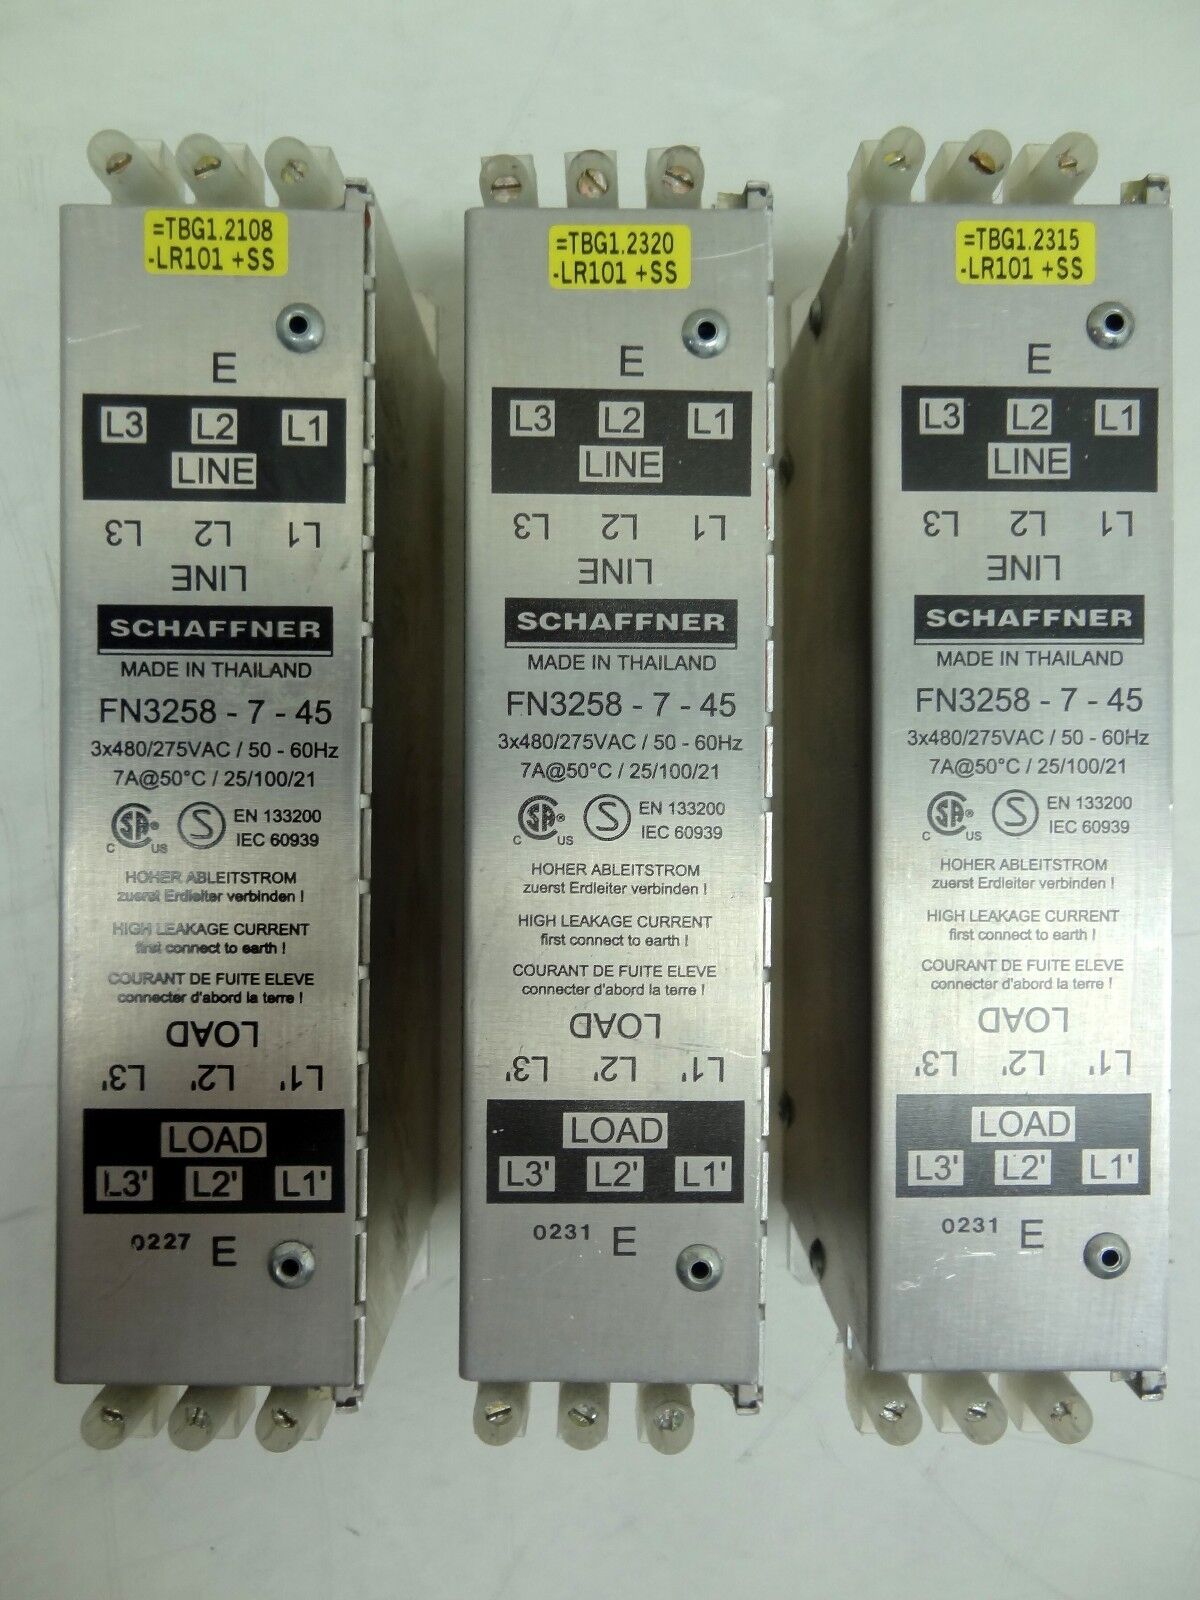 =TBG1.2108
-LR101 +SS
E
L3 L2 L1
LINE
L3 L2 L1
LINE
SCHAFFNER
MADE IN THAILAND
FN3258 - 7 - 45
3x480/275VAC / 50 - 60Hz
7A@50°C / 25/100/21
C SA® US S EN 133200
IEC 60939
HOHER ABLEITSTROM
zuerst Erdleiter verbinden !
HIGH LEAKAGE CURRENT
first connect to earth !
COURANT DE FUITE ELEVE
connecter d'abord la terre !
LOAD
L3' L2' L1'
LOAD
L3' L2' L1'
0227 E
=TBG1.2320
-LR101 +SS
E
L3 L2 L1
LINE
L3 L2 L1
LINE
SCHAFFNER
MADE IN THAILAND
FN3258 - 7 - 45
3x480/275VAC / 50 - 60Hz
7A@50°C / 25/100/21
C SA® US S EN 133200
IEC 60939
HOHER ABLEITSTROM
zuerst Erdleiter verbinden !
HIGH LEAKAGE CURRENT
first connect to earth !
COURANT DE FUITE ELEVE
connecter d'abord la terre !
LOAD
L3' L2' L1'
LOAD
L3' L2' L1'
0231 E
=TBG1.2315
-LR101 +SS
E
L3 L2 L1
LINE
L3 L2 L1
LINE
SCHAFFNER
MADE IN THAILAND
FN3258 - 7 - 45
3x480/275VAC / 50 - 60Hz
7A@50°C / 25/100/21
C SA® US S EN 133200
IEC 60939
HOHER ABLEITSTROM
zuerst Erdleiter verbinden !
HIGH LEAKAGE CURRENT
first connect to earth !
COURANT DE FUITE ELEVE
connecter d'abord la terre !
LOAD
L3' L2' L1'
LOAD
L3' L2' L1'
0231 E